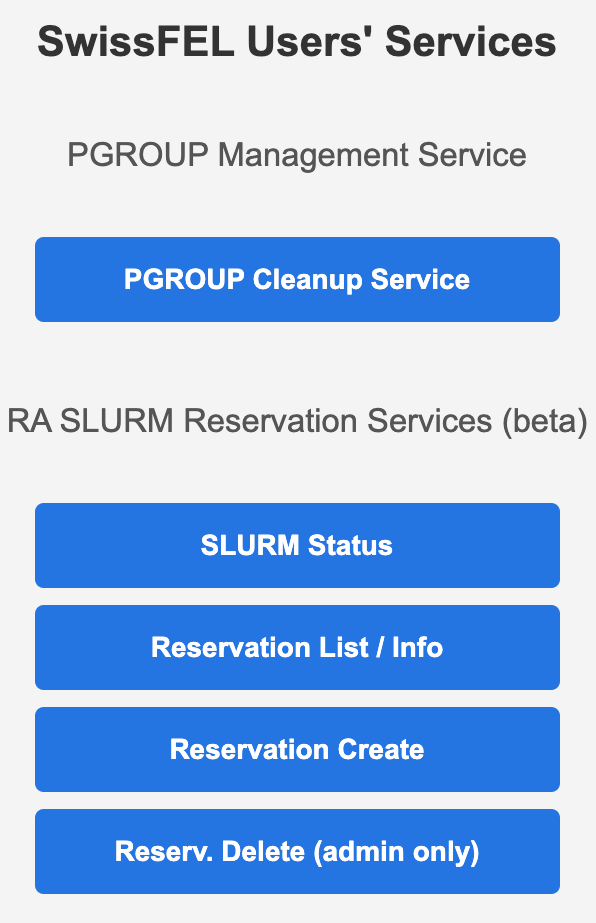 SwissFEL Users' Services
PGROUP Management Service
PGROUP Cleanup Service
RA SLURM Reservation Services (beta)
SLURM Status
Reservation List / Info
Reservation Create
Reserv. Delete (admin only)